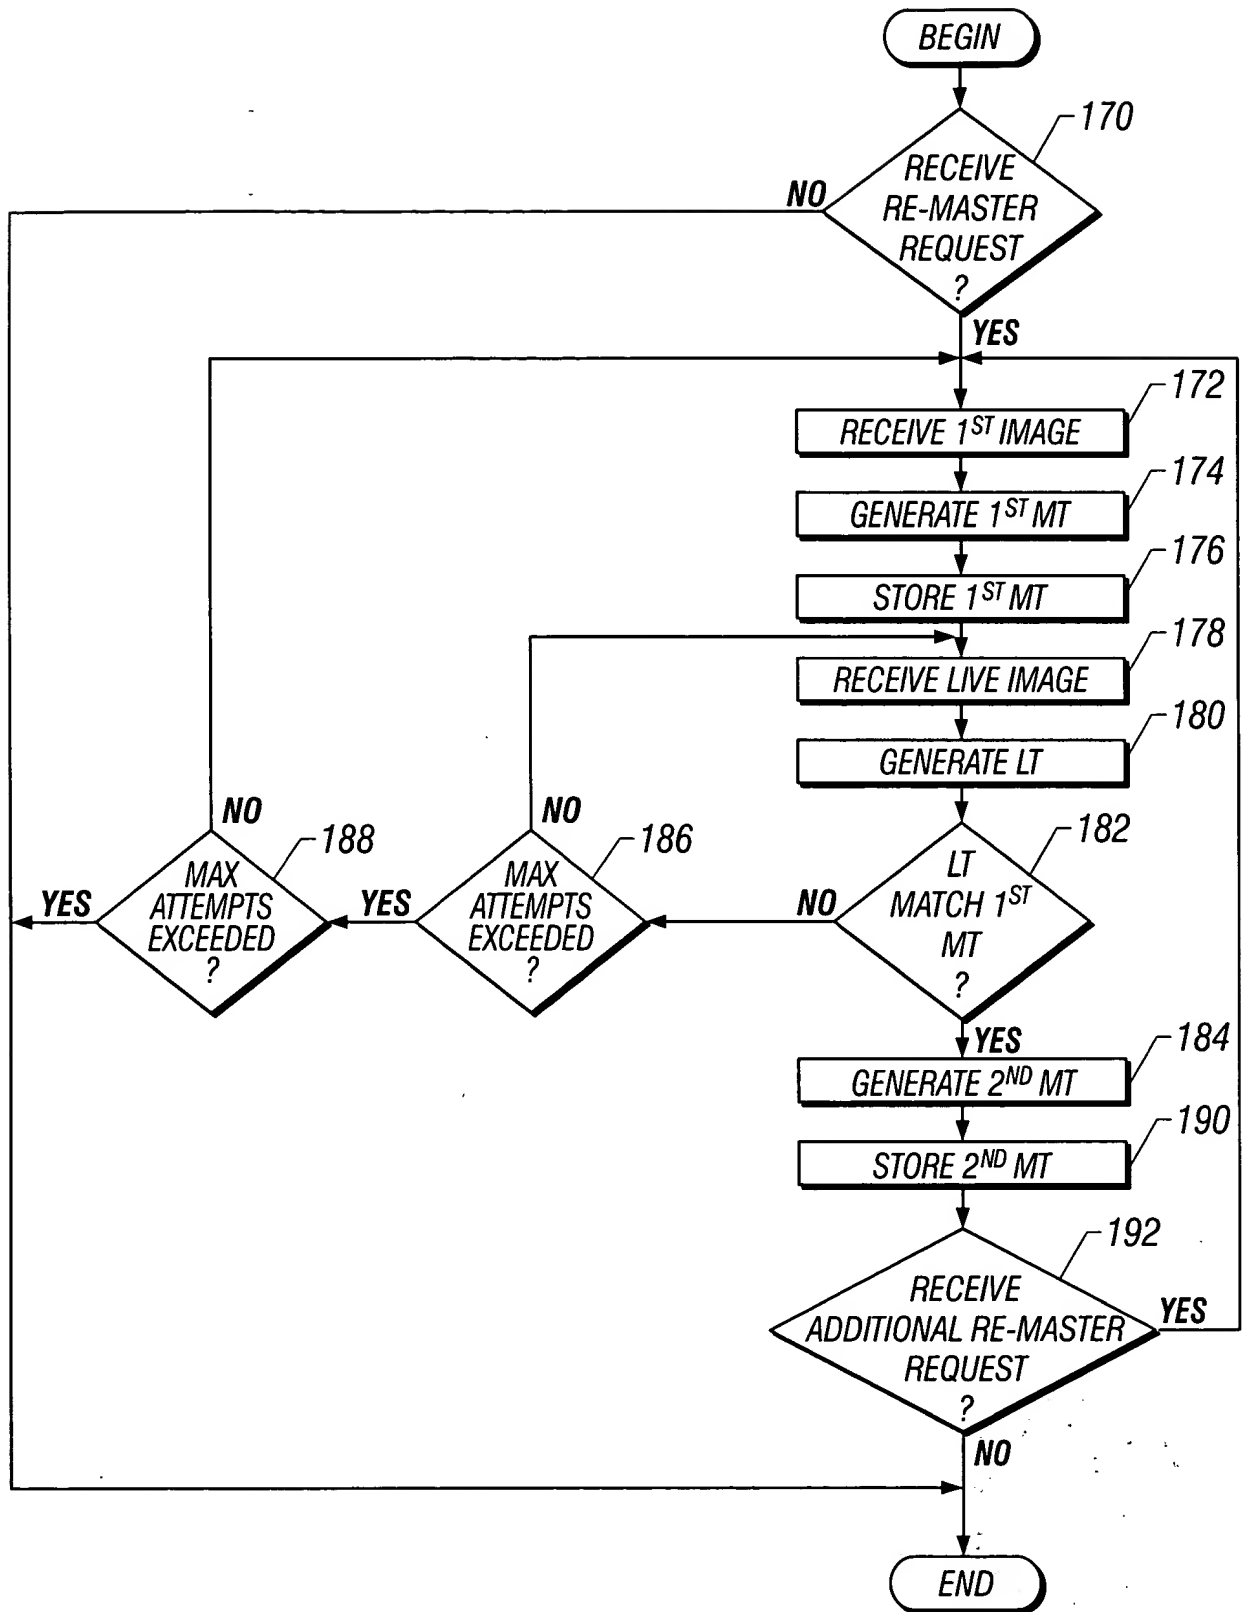 BEGIN
170
RECEIVE
RE-MASTER
REQUEST
?
NO
YES
172
RECEIVE 1ST IMAGE
174
GENERATE 1ST MT
176
STORE 1ST MT
178
RECEIVE LIVE IMAGE
180
GENERATE LT
182
LT
MATCH 1ST
MT
?
NO
186
MAX
ATTEMPTS
EXCEEDED
?
NO
YES
188
MAX
ATTEMPTS
EXCEEDED
?
NO
YES
YES
184
GENERATE 2ND MT
190
STORE 2ND MT
192
RECEIVE
ADDITIONAL RE-MASTER
REQUEST
?
YES
NO
END